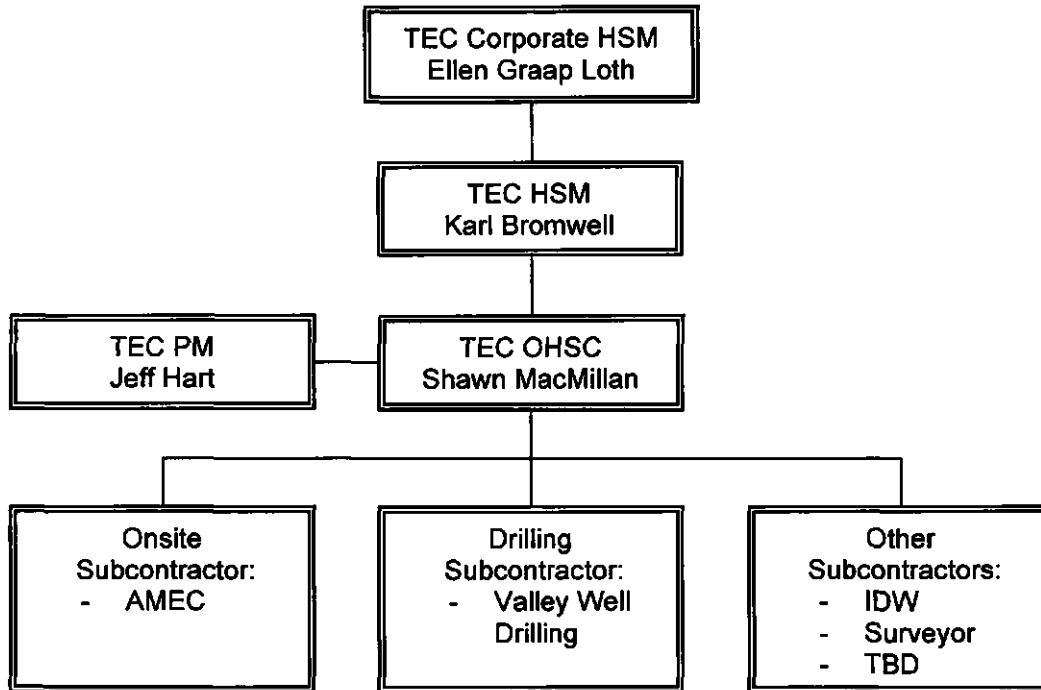 TEC Corporate HSM
Ellen Graap Loth
TEC HSM
Karl Bromwell
TEC PM
Jeff Hart
TEC OHSC
Shawn MacMillan
Onsite
Subcontractor:
- AMEC
Drilling
Subcontractor:
- Valley Well
Drilling
Other
Subcontractors:
- IDW
- Surveyor
- TBD